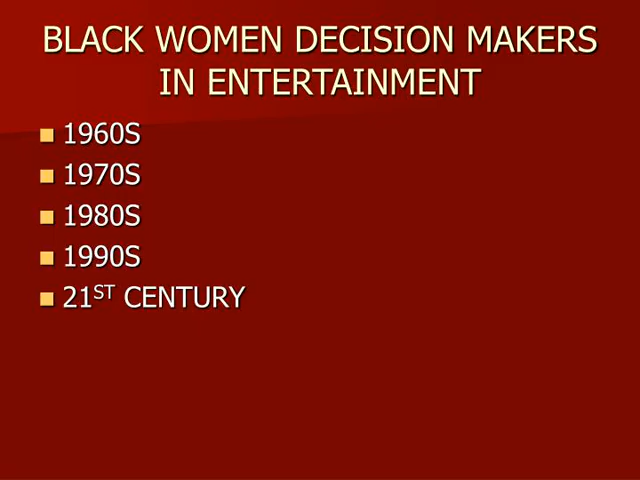 BLACK WOMEN DECISION MAKERS
IN ENTERTAINMENT
1960S
1970S
1980S
1990S
21ST CENTURY